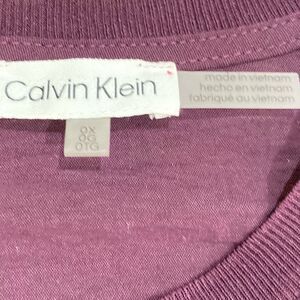 Calvin Klein
made in vietnam
hecho en vietnam
fabriqué au vietnam
0X
0G
0TG